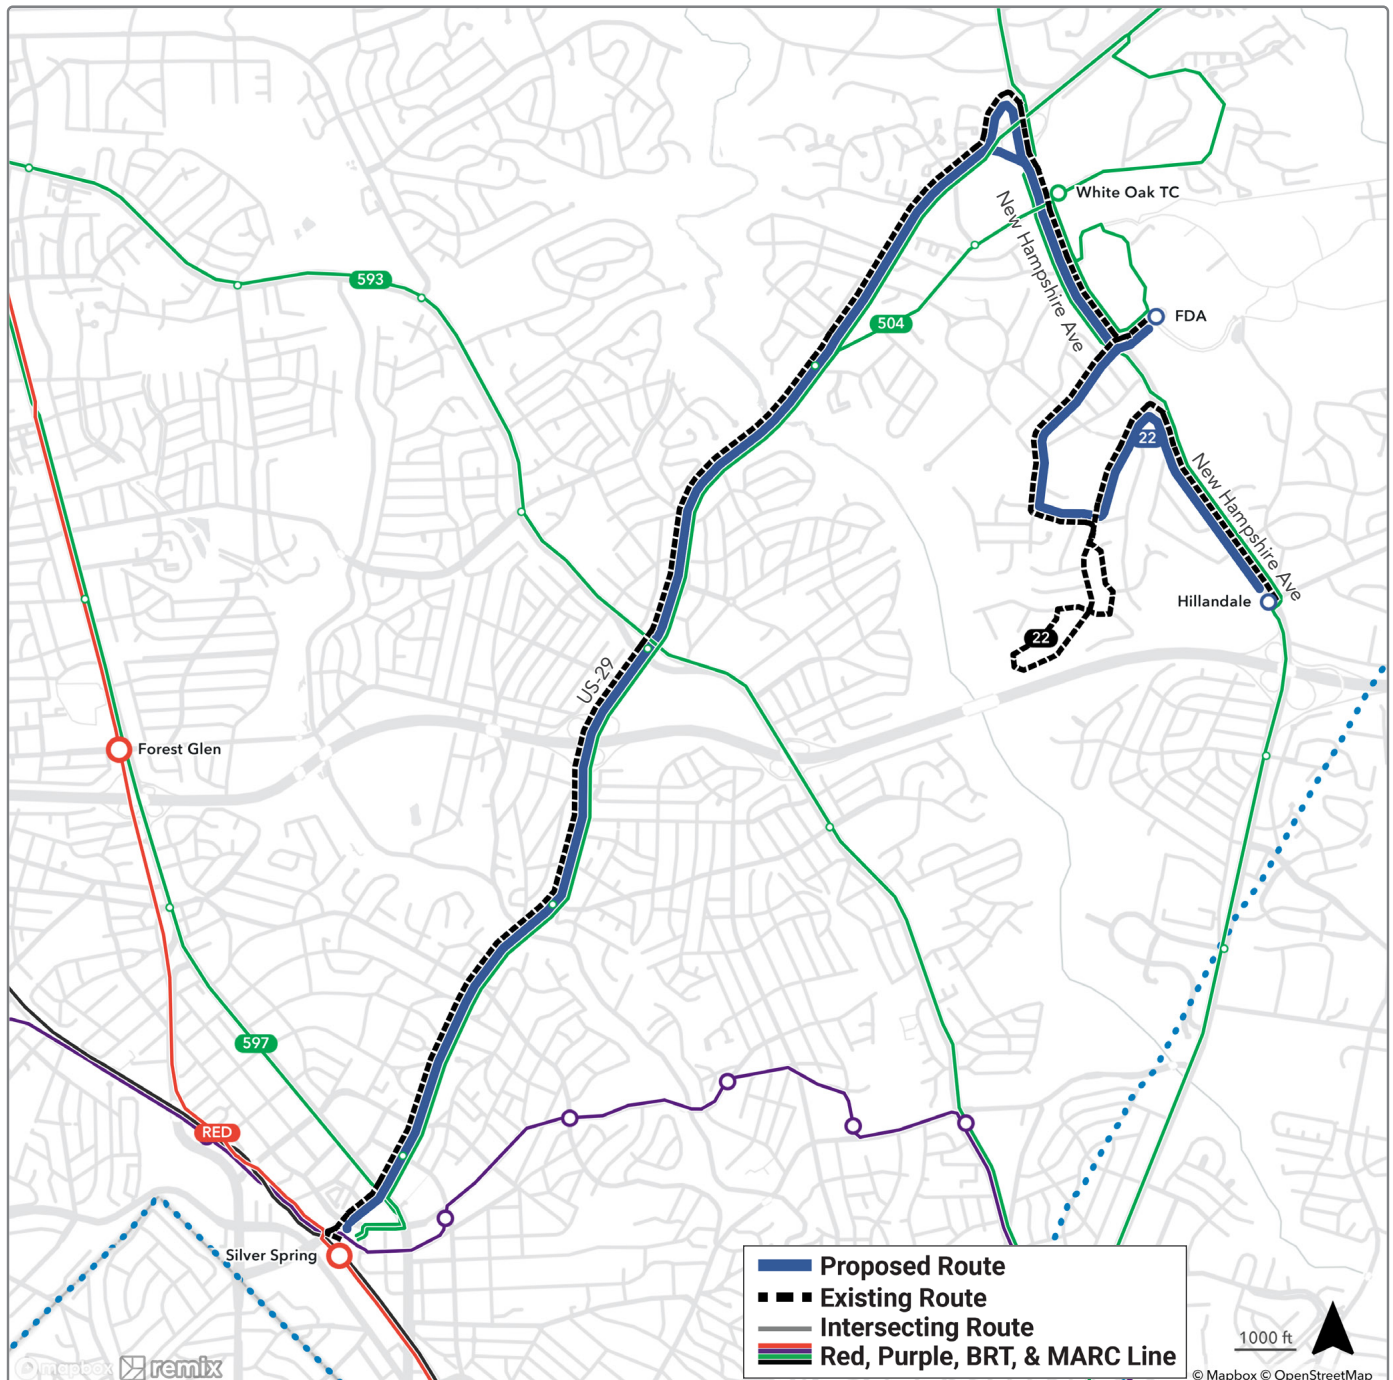 White Oak TC
New Hampshire Ave
593
FDA
504
22
New Hampshire Ave
Hillandale
22
US-29
Forest Glen
597
RED
Silver Spring
Proposed Route
Existing Route
Intersecting Route
Red, Purple, BRT, & MARC Line
1000 ft
mapbox remix
© Mapbox © OpenStreetMap